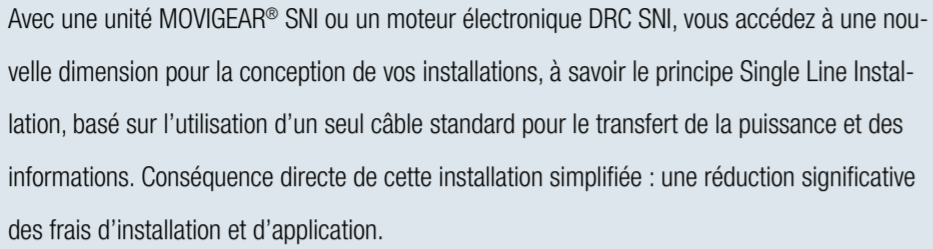 Avec une unité MOVIGEAR® SNI ou un moteur électronique DRC SNI, vous accédez à une nou-
velle dimension pour la conception de vos installations, à savoir le principe Single Line Instal-
lation, basé sur l’utilisation d’un seul câble standard pour le transfert de la puissance et des
informations. Conséquence directe de cette installation simplifiée : une réduction significative
des frais d’installation et d’application.